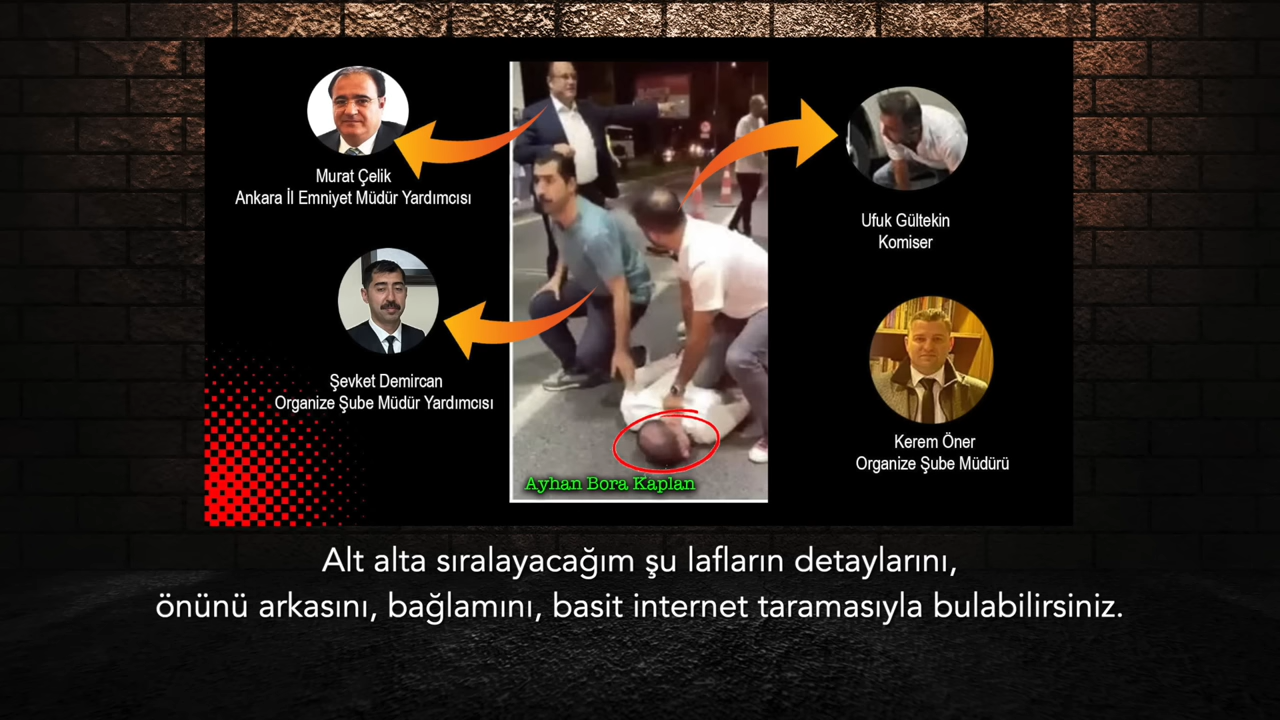 Murat Çelik
Ankara İl Emniyet Müdür Yardımcısı
Ufuk Gültekin
Komiser
Şevket Demircan
Organize Şube Müdür Yardımcısı
Kerem Öner
Organize Şube Müdürü
Ayhan Bora Kaplan
Alt alta sıralayacağım şu lafların detaylarını,
önünü arkasını, bağlamını, basit internet taramasıyla bulabilirsiniz.